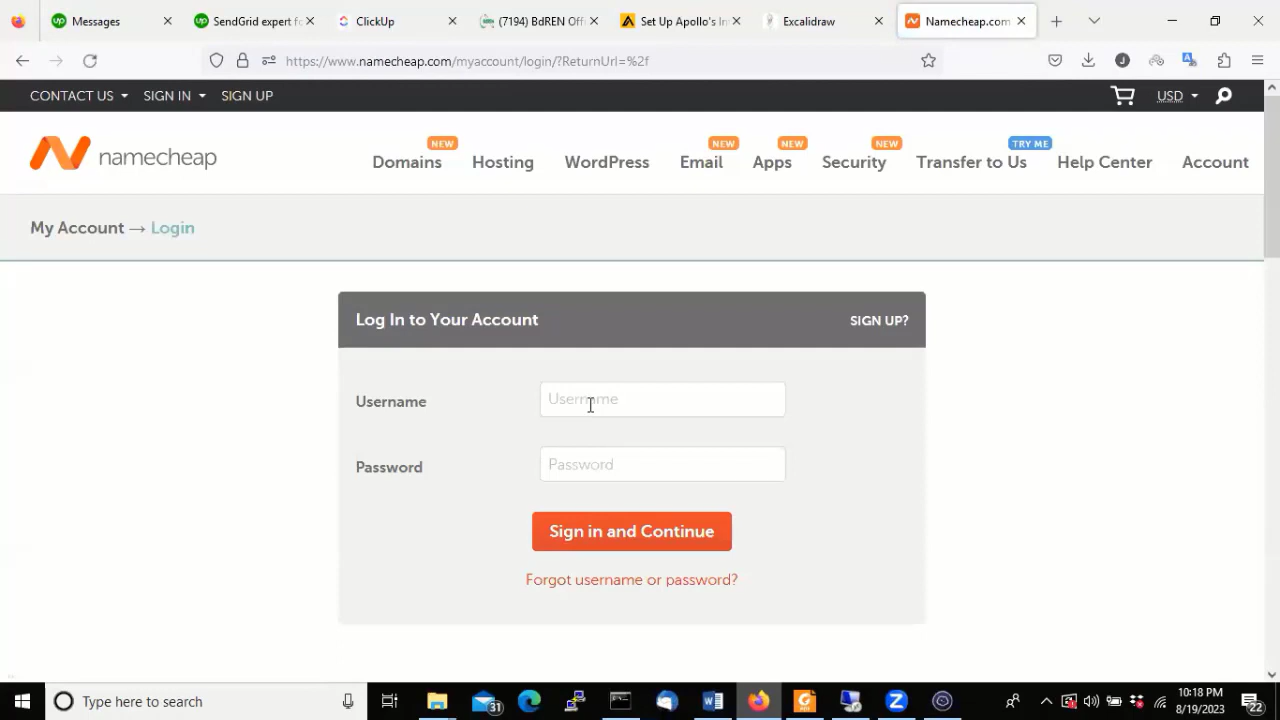 Messages
SendGrid expert fo
ClickUp
(7194) BdREN Offi
Set Up Apollo's In
Excalidraw
Namecheap.com
https://www.namecheap.com/myaccount/login/?ReturnUrl=%2f
CONTACT US
SIGN IN
SIGN UP
USD
namecheap
Domains
NEW
Hosting
WordPress
Email
NEW
Apps
NEW
Security
NEW
Transfer to Us
TRY ME
Help Center
Account
My Account → Login
Log In to Your Account
SIGN UP?
Username
Username
Password
Password
Sign in and Continue
Forgot username or password?
Type here to search
31
10:18 PM
8/19/2023
22